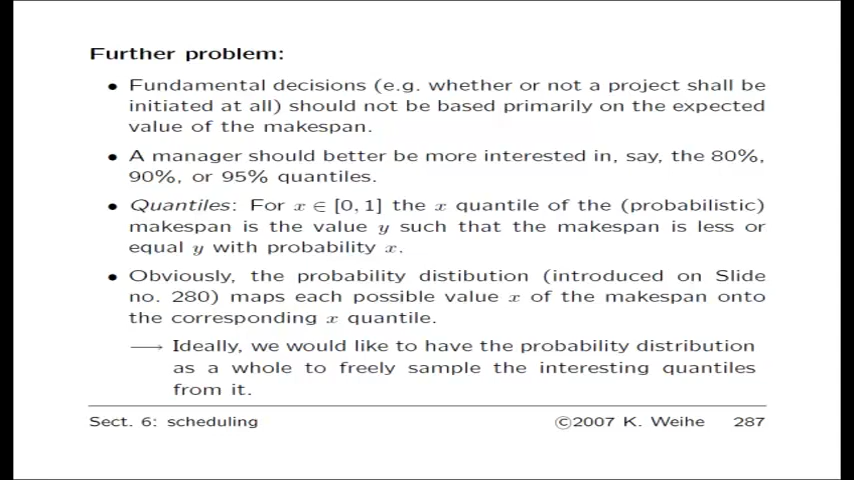 Further problem:
• Fundamental decisions (e.g. whether or not a project shall be
initiated at all) should not be based primarily on the expected
value of the makespan.
• A manager should better be more interested in, say, the 80%,
90%, or 95% quantiles.
• Quantiles: For x ∈ [0, 1] the x quantile of the (probabilistic)
makespan is the value y such that the makespan is less or
equal y with probability x.
• Obviously, the probability distibution (introduced on Slide
no. 280) maps each possible value x of the makespan onto
the corresponding x quantile.
⟶ Ideally, we would like to have the probability distribution
as a whole to freely sample the interesting quantiles
from it.
Sect. 6: scheduling ©2007 K. Weihe 287